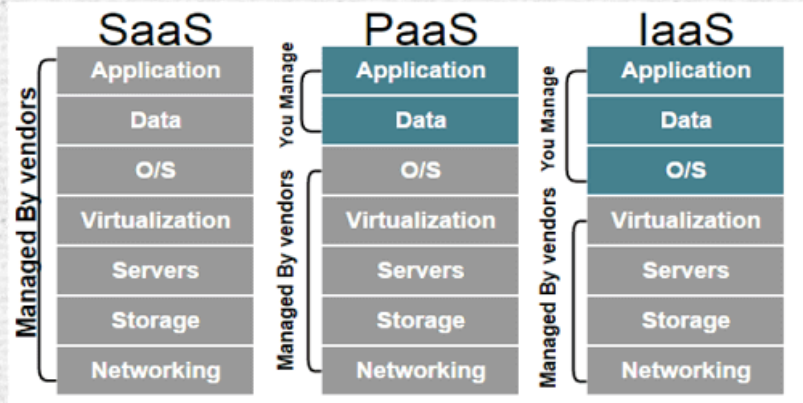 SaaS
Managed By vendors
Application
Data
O/S
Virtualization
Servers
Storage
Networking
PaaS
You Manage
Managed By vendors
Application
Data
O/S
Virtualization
Servers
Storage
Networking
IaaS
You Manage
Managed By vendors
Application
Data
O/S
Virtualization
Servers
Storage
Networking